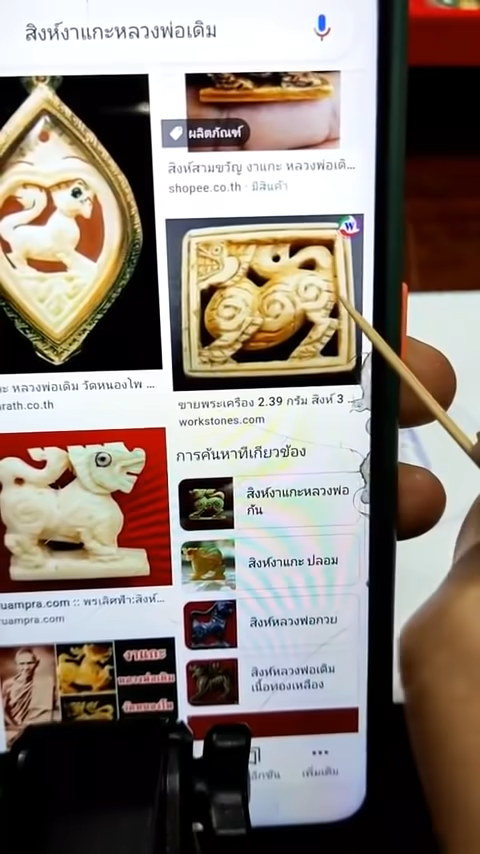 สิงห์งาแกะหลวงพ่อเดิม
ผลิตภัณฑ์
สิงห์สามขวัญ งาแกะ หลวงพ่อเดิ...
shopee.co.th · มีสินค้า
W
หลวงพ่อเดิม วัดหนองโพ ...
rath.co.th
ขายพระเครื่อง 2.39 กรัม สิงห์ 3 ...
workstones.com
การค้นหาที่เกี่ยวข้อง
สิงห์งาแกะหลวงพ่อ
กัน
สิงห์งาแกะ ปลอม
สิงห์หลวงพ่อกวย
สิงห์หลวงพ่อเดิม
เนื้อทองเหลือง
uampra.com :: พระเลิศฟ้า:สิงห์...
uampra.com
งาแกะ
หลวงพ่อเดิม
วัดหนองโพ
เพิ่มเติม